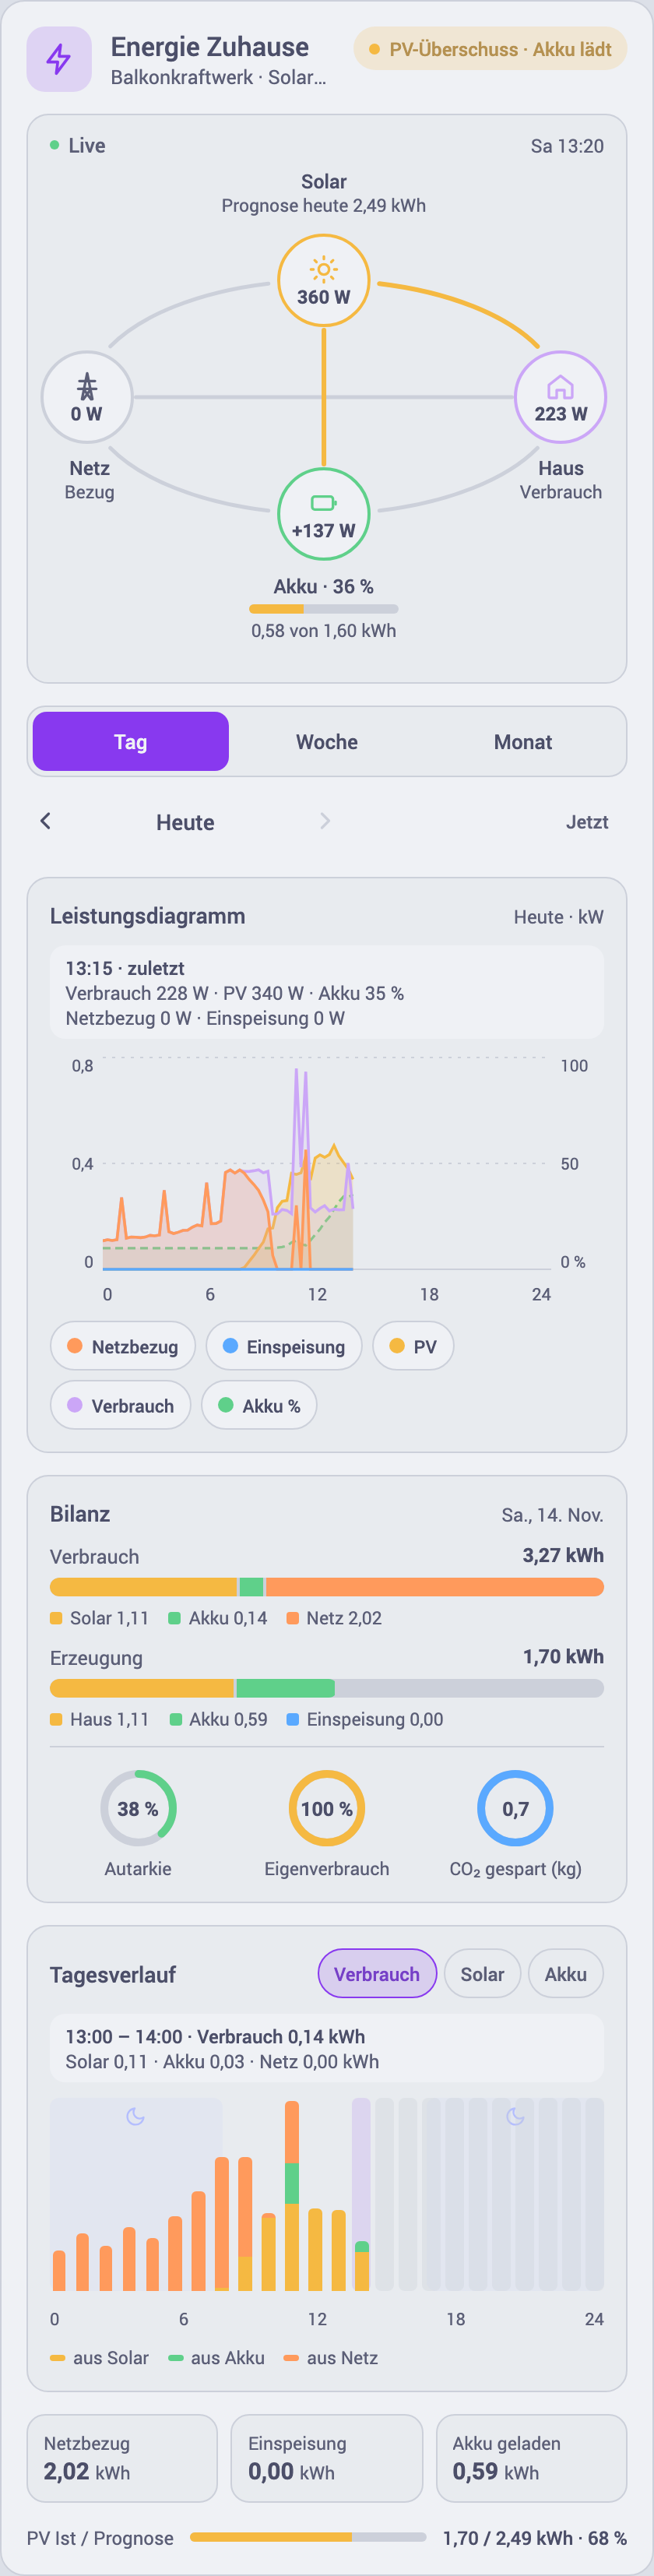 Energie Zuhause
Balkonkraftwerk · Solar…
PV-Überschuss · Akku lädt
Live
Sa 13:20
Solar
Prognose heute 2,49 kWh
360 W
0 W
223 W
Netz
Bezug
Haus
Verbrauch
+137 W
Akku · 36 %
0,58 von 1,60 kWh
Tag
Woche
Monat
Heute
Jetzt
Leistungsdiagramm
Heute · kW
13:15 · zuletzt
Verbrauch 228 W · PV 340 W · Akku 35 %
Netzbezug 0 W · Einspeisung 0 W
0,8
100
0,4
50
0
0 %
0 6 12 18 24
Netzbezug
Einspeisung
PV
Verbrauch
Akku %
Bilanz
Sa., 14. Nov.
Verbrauch
3,27 kWh
Solar 1,11
Akku 0,14
Netz 2,02
Erzeugung
1,70 kWh
Haus 1,11
Akku 0,59
Einspeisung 0,00
38 %
100 %
0,7
Autarkie
Eigenverbrauch
CO₂ gespart (kg)
Tagesverlauf
Verbrauch
Solar
Akku
13:00 – 14:00 · Verbrauch 0,14 kWh
Solar 0,11 · Akku 0,03 · Netz 0,00 kWh
0 6 12 18 24
aus Solar
aus Akku
aus Netz
Netzbezug
2,02 kWh
Einspeisung
0,00 kWh
Akku geladen
0,59 kWh
PV Ist / Prognose
1,70 / 2,49 kWh · 68 %